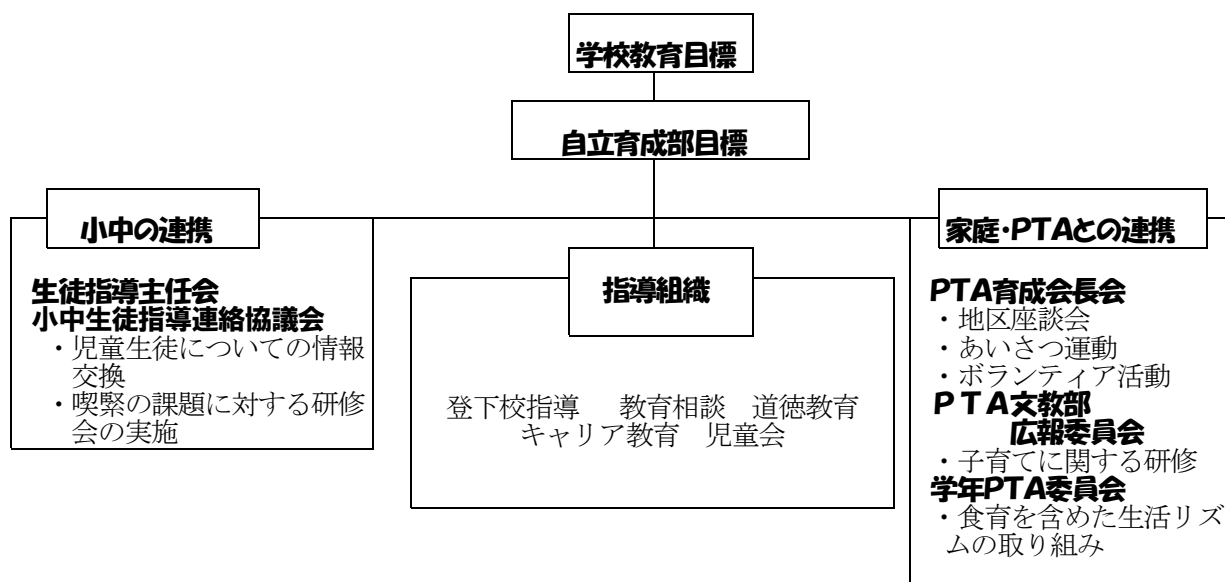 学校教育目標
自立育成部目標
小中の連携
生徒指導主任会
小中生徒指導連絡協議会
・児童生徒についての情報
交換
・喫緊の課題に対する研修
会の実施
指導組織
登下校指導　教育相談　道徳教育
キャリア教育　児童会
家庭・PTAとの連携
PTA育成会長会
・地区座談会
・あいさつ運動
・ボランティア活動
ＰＴＡ文教部
広報委員会
・子育てに関する研修
学年PTA委員会
・食育を含めた生活リズ
ムの取り組み